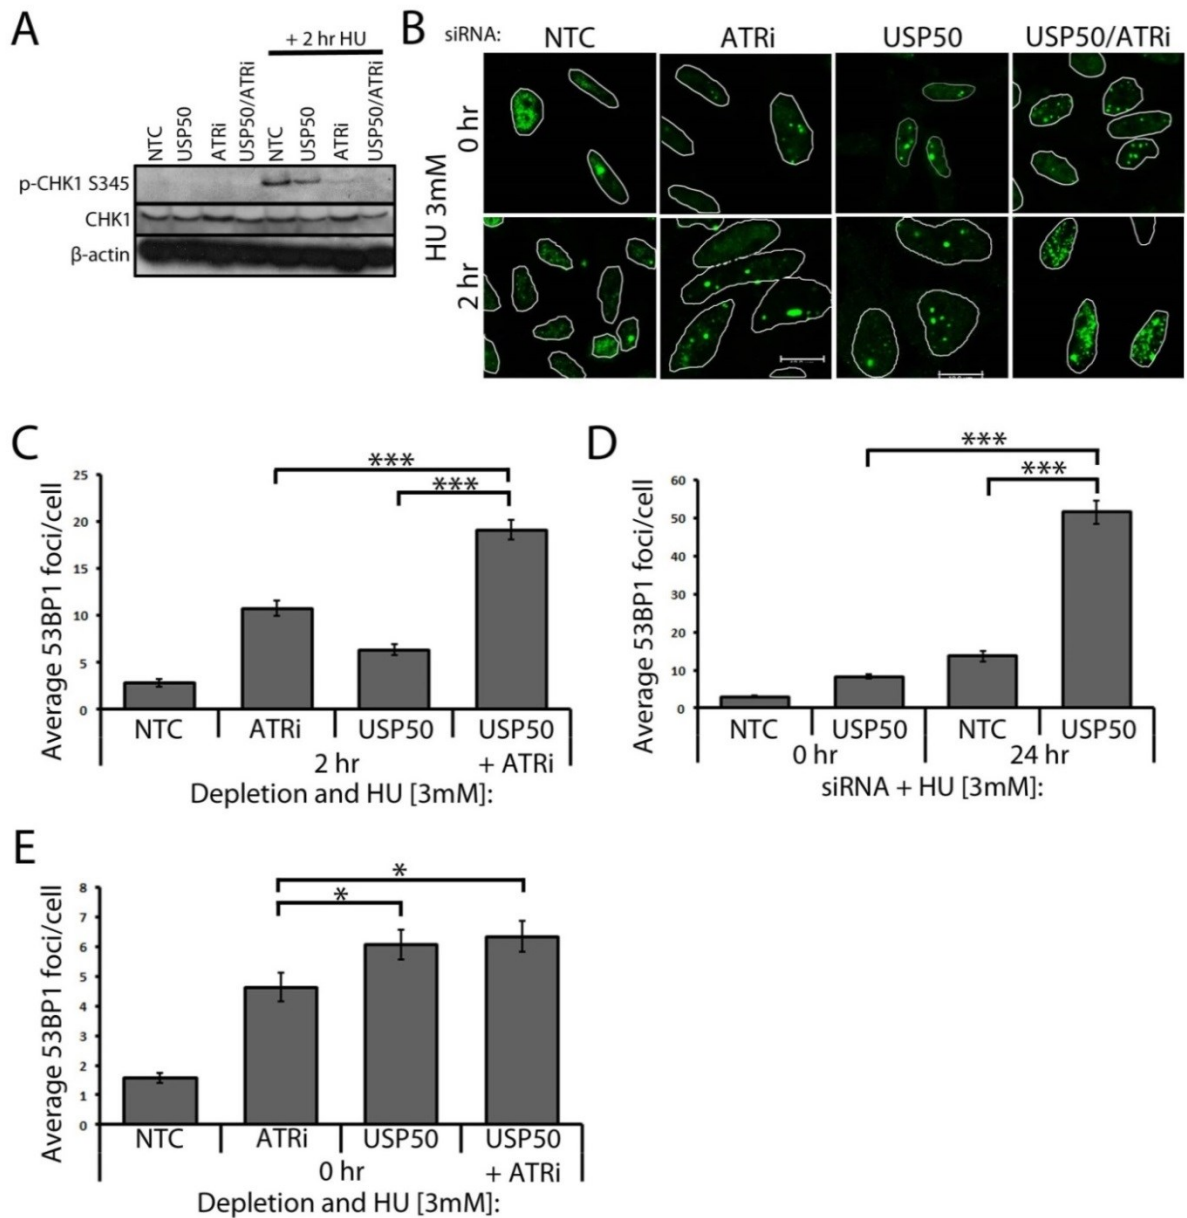 A
+ 2 hr HU
NTC
USP50
ATRi
USP50/ATRi
NTC
USP50
ATRi
USP50/ATRi
p-CHK1 S345
CHK1
β-actin
B
siRNA: NTC ATRi USP50 USP50/ATRi
HU 3mM
0 hr
2 hr
C
***
***
Average 53BP1 foci/cell
25
20
15
10
5
0
NTC ATRi USP50 USP50
+ ATRi
2 hr
Depletion and HU [3mM]:
D
***
***
Average 53BP1 foci/cell
60
50
40
30
20
10
0
NTC USP50 NTC USP50
0 hr 24 hr
siRNA + HU [3mM]:
E
*
*
Average 53BP1 foci/cell
8
7
6
5
4
3
2
1
0
NTC ATRi USP50 USP50
+ ATRi
0 hr
Depletion and HU [3mM]: